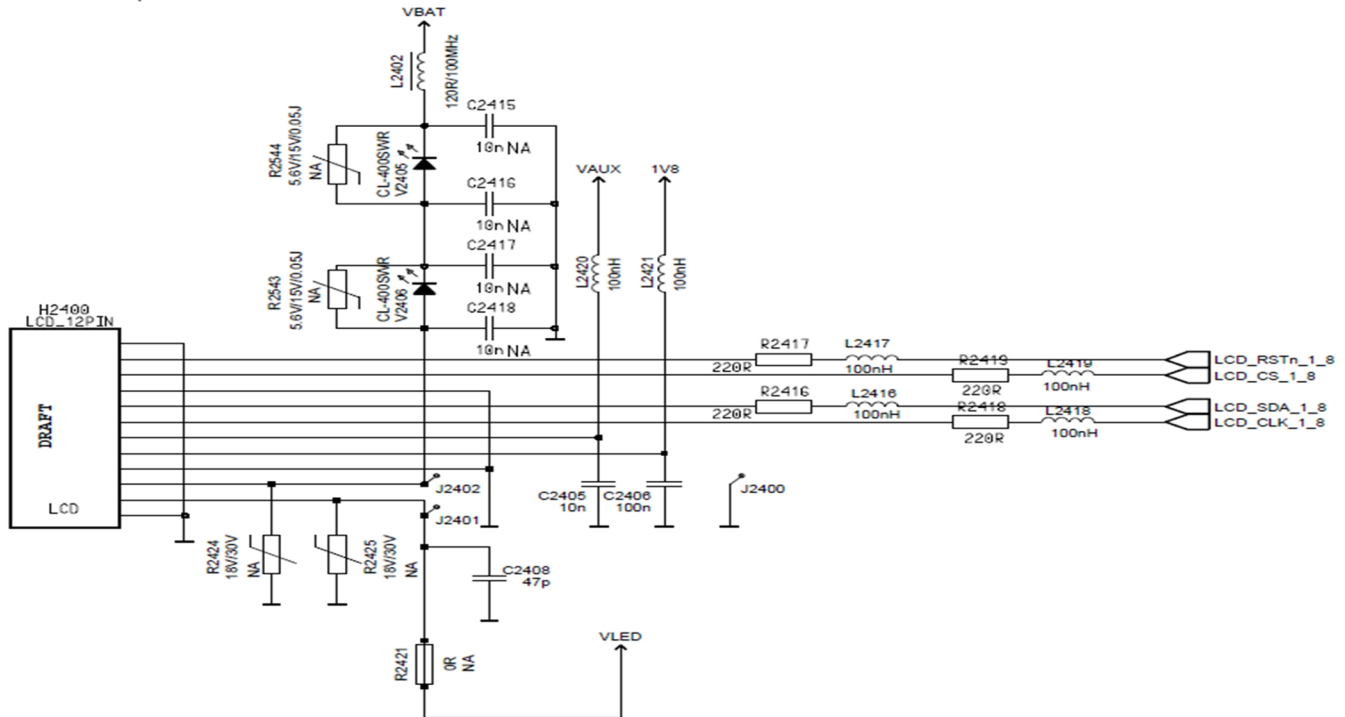 VBAT
L2402
120R/100MHz
C2415
10n NA
R2544
5.6V/15V/0.05J
NA
CL-400SWR
V2405
C2416
10n NA
VAUX
1V8
C2417
10n NA
R2543
5.6V/15V/0.05J
NA
CL-400SWR
V2406
L2420
100nH
L2421
100nH
C2418
10n NA
H2400
LCD_12PIN
R2417
L2417
220R
100nH
R2419
L2419
220R
100nH
LCD_RSTn_1_8
LCD_CS_1_8
R2416
L2416
220R
100nH
R2418
L2418
220R
100nH
LCD_SDA_1_8
LCD_CLK_1_8
DRAFT
LCD
J2402
J2401
C2405
10n
C2406
100n
J2400
R2424
18V/30V
NA
R2425
18V/30V
NA
C2408
47p
R2421
0R
NA
VLED